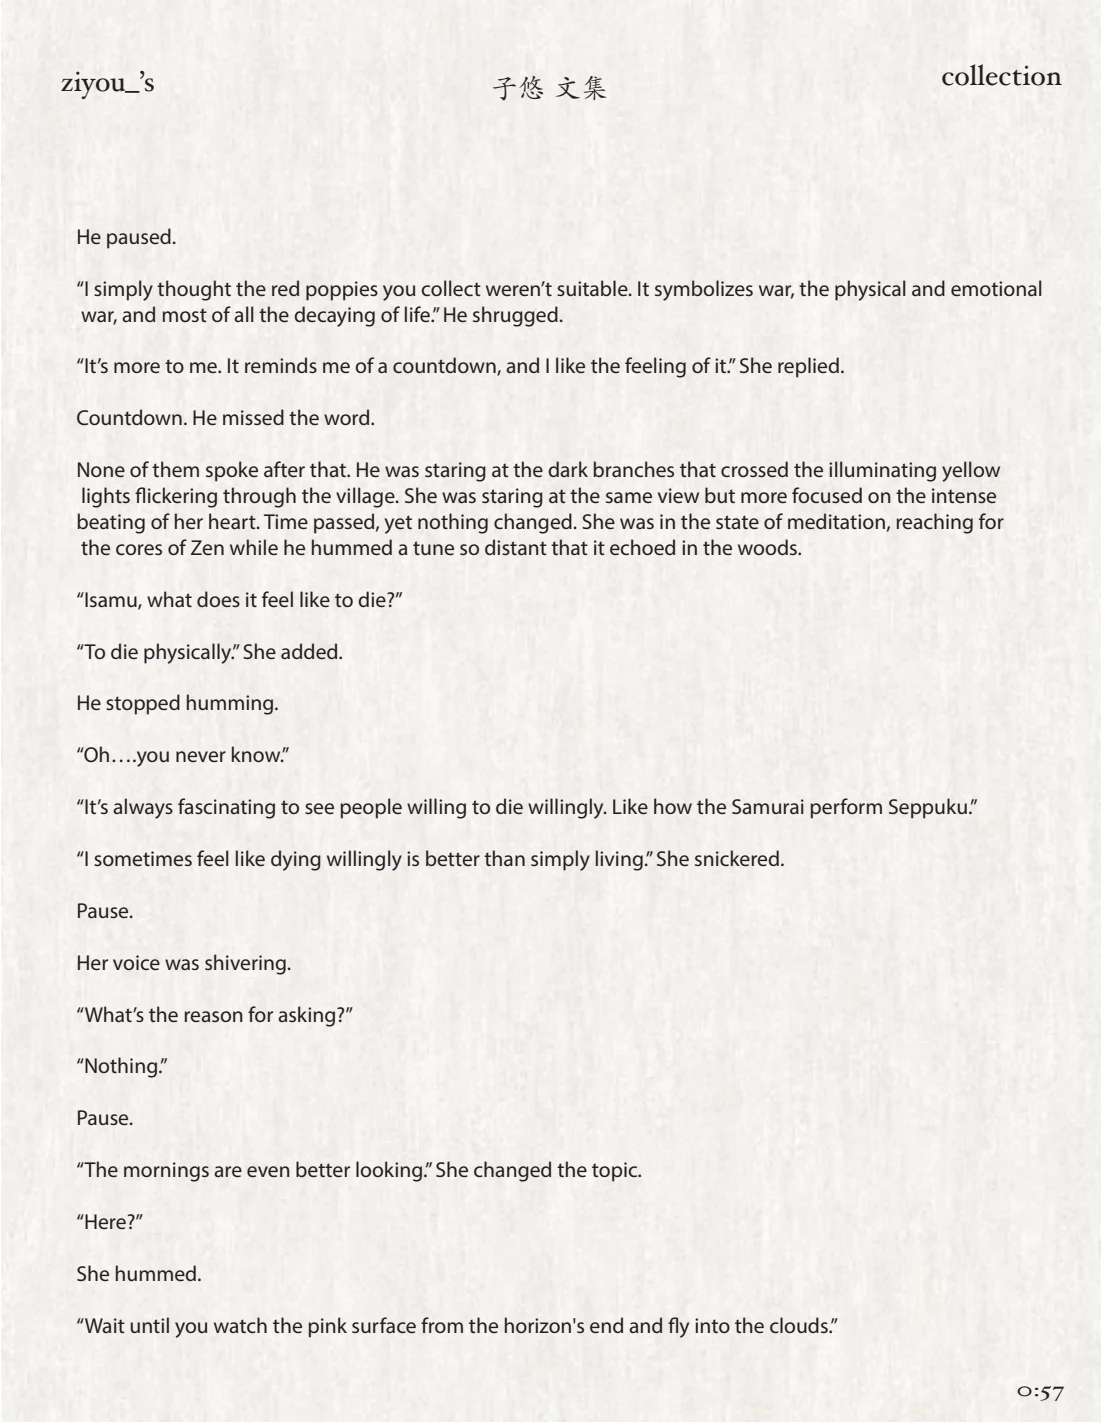 ziyou_’s
子悠 文集
collection
He paused.
“I simply thought the red poppies you collect weren’t suitable. It symbolizes war, the physical and emotional
war, and most of all the decaying of life.” He shrugged.
“It’s more to me. It reminds me of a countdown, and I like the feeling of it.” She replied.
Countdown. He missed the word.
None of them spoke after that. He was staring at the dark branches that crossed the illuminating yellow
lights flickering through the village. She was staring at the same view but more focused on the intense
beating of her heart. Time passed, yet nothing changed. She was in the state of meditation, reaching for
the cores of Zen while he hummed a tune so distant that it echoed in the woods.
“Isamu, what does it feel like to die?”
“To die physically.” She added.
He stopped humming.
“Oh….you never know.”
“It’s always fascinating to see people willing to die willingly. Like how the Samurai perform Seppuku.”
“I sometimes feel like dying willingly is better than simply living.” She snickered.
Pause.
Her voice was shivering.
“What’s the reason for asking?”
“Nothing.”
Pause.
“The mornings are even better looking.” She changed the topic.
“Here?”
She hummed.
“Wait until you watch the pink surface from the horizon's end and fly into the clouds.”
0:57